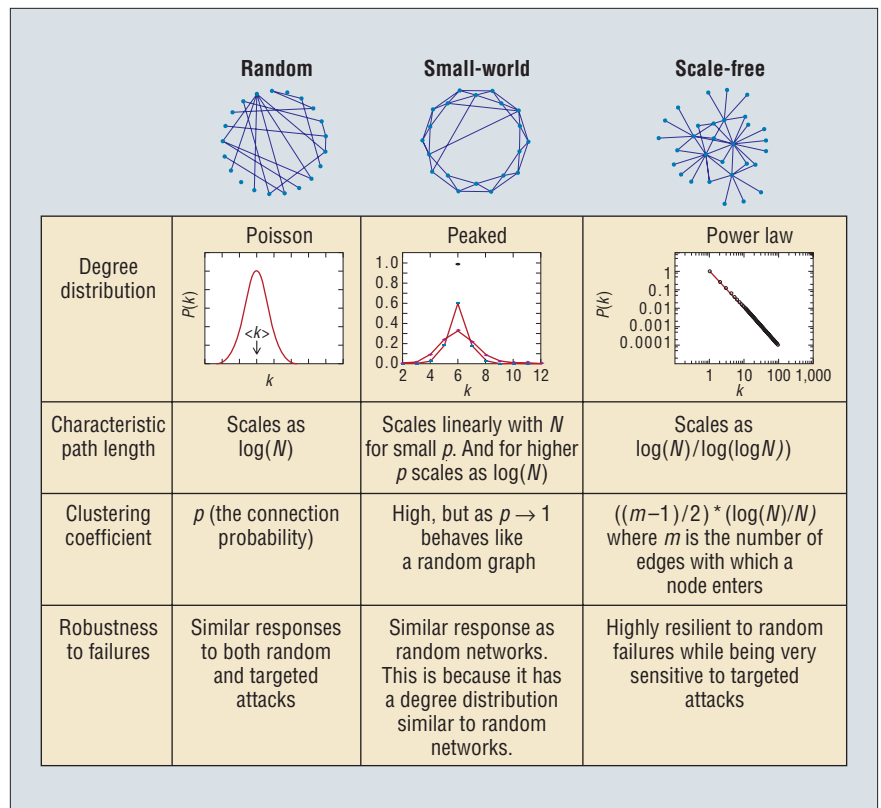 Random
Small-world
Scale-free
Degree
distribution
Poisson
P(k)
<k>
k
Peaked
1.0
0.8
0.6
0.4
0.2
0.0
2 4 6 8 10 12
k
Power law
P(k)
1
0.1
0.01
0.001
0.0001
1 10 100 1,000
k
Characteristic
path length
Scales as
log(N)
Scales linearly with N
for small p. And for higher
p scales as log(N)
Scales as
log(N)/log(logN))
Clustering
coefficient
p (the connection
probability)
High, but as p → 1
behaves like
a random graph
((m–1)/2) * (log(N)/N)
where m is the number of
edges with which a
node enters
Robustness
to failures
Similar responses
to both random
and targeted
attacks
Similar response as
random networks.
This is because it has
a degree distribution
similar to random
networks.
Highly resilient to random
failures while being very
sensitive to targeted
attacks